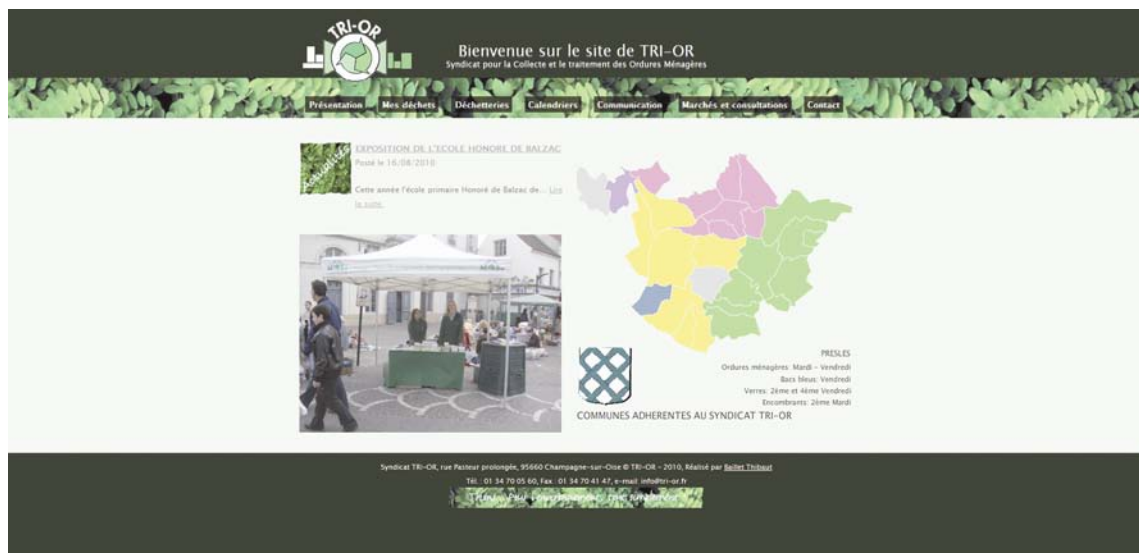 TRI-OR
Bienvenue sur le site de TRI-OR
Syndicat pour la Collecte et le traitement des Ordures Ménagères
Présentation Mes déchets Déchetteries Calendriers Communication Marchés et consultations Contact
Actualités
EXPOSITION DE L'ECOLE HONORE DE BALZAC
Posté le 16/08/2010
Cette année l'école primaire Honoré de Balzac de... Lire
la suite.
PRESLES
Ordures ménagères: Mardi - Vendredi
Bacs bleus: Vendredi
Verres: 2ème et 4ème Vendredi
Encombrants: 2ème Mardi
COMMUNES ADHERENTES AU SYNDICAT TRI-OR
Syndicat TRI-OR, rue Pasteur prolongée, 95660 Champagne-sur-Oise © TRI-OR - 2010, Réalisé par Baillet Thibaut
Tél.: 01 34 70 05 60, Fax : 01 34 70 41 47, e-mail: info@tri-or.fr